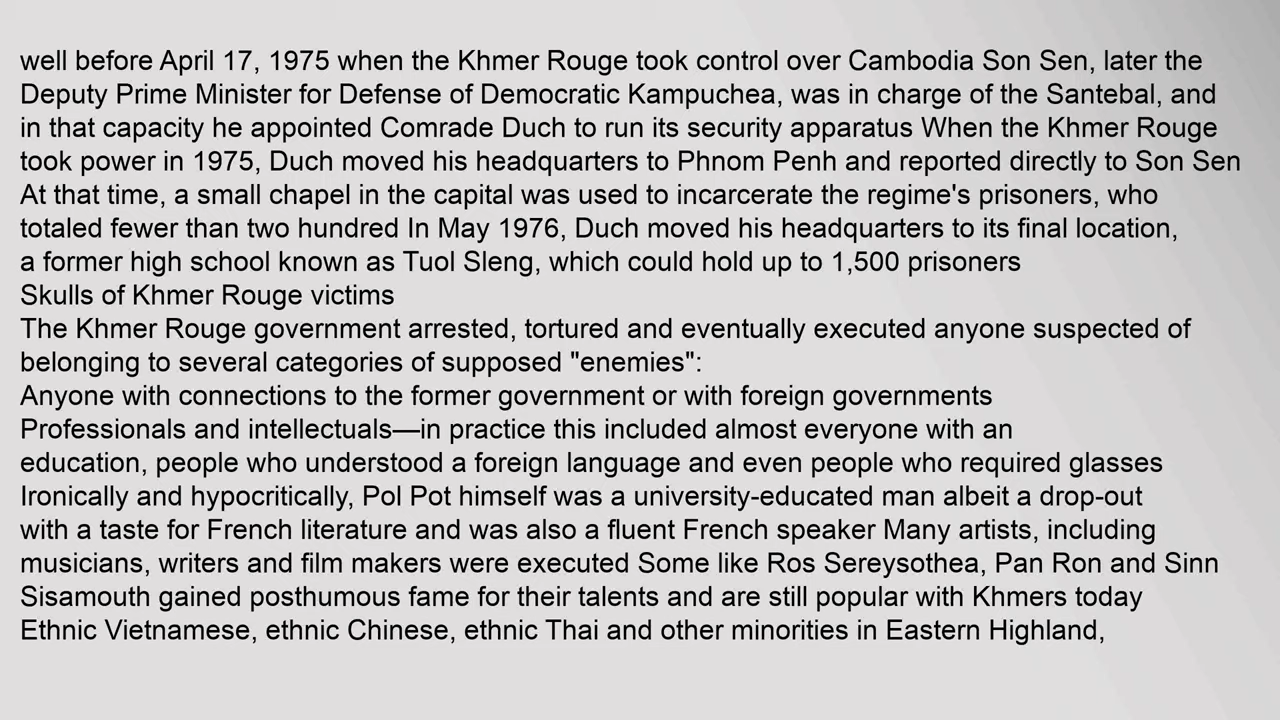 well before April 17, 1975 when the Khmer Rouge took control over Cambodia Son Sen, later the
Deputy Prime Minister for Defense of Democratic Kampuchea, was in charge of the Santebal, and
in that capacity he appointed Comrade Duch to run its security apparatus When the Khmer Rouge
took power in 1975, Duch moved his headquarters to Phnom Penh and reported directly to Son Sen
At that time, a small chapel in the capital was used to incarcerate the regime's prisoners, who
totaled fewer than two hundred In May 1976, Duch moved his headquarters to its final location,
a former high school known as Tuol Sleng, which could hold up to 1,500 prisoners
Skulls of Khmer Rouge victims
The Khmer Rouge government arrested, tortured and eventually executed anyone suspected of
belonging to several categories of supposed "enemies":
Anyone with connections to the former government or with foreign governments
Professionals and intellectuals—in practice this included almost everyone with an
education, people who understood a foreign language and even people who required glasses
Ironically and hypocritically, Pol Pot himself was a university-educated man albeit a drop-out
with a taste for French literature and was also a fluent French speaker Many artists, including
musicians, writers and film makers were executed Some like Ros Sereysothea, Pan Ron and Sinn
Sisamouth gained posthumous fame for their talents and are still popular with Khmers today
Ethnic Vietnamese, ethnic Chinese, ethnic Thai and other minorities in Eastern Highland,